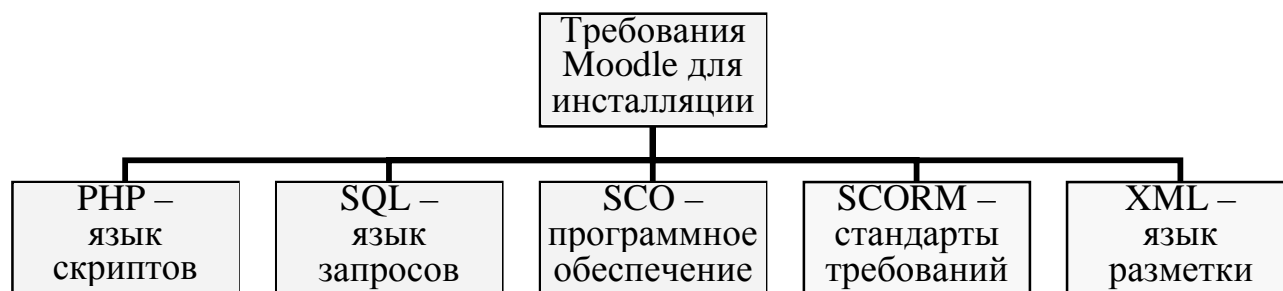 Требования
Moodle для
инсталляции
PHP –
язык
скриптов
SQL –
язык
запросов
SCO –
программное
обеспечение
SCORM –
стандарты
требований
XML –
язык
разметки